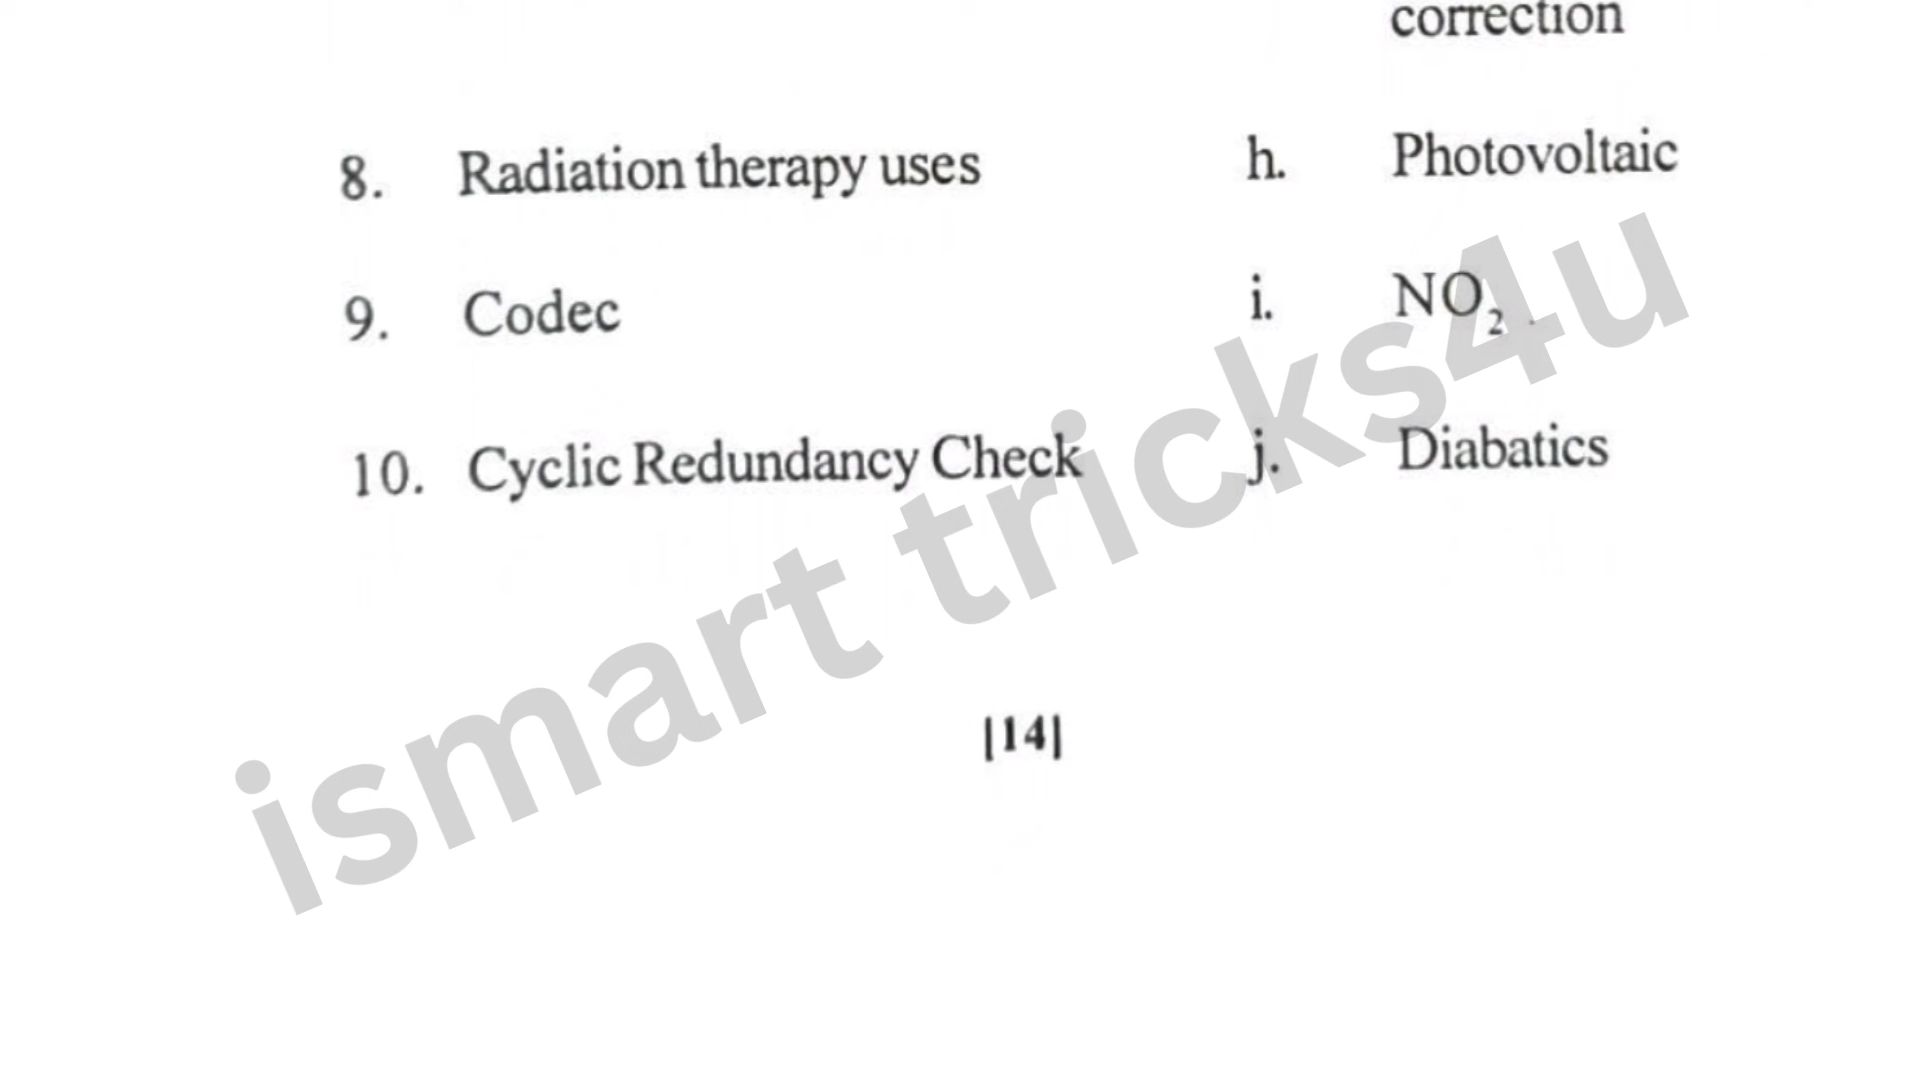 correction
8. Radiation therapy uses h. Photovoltaic
9. Codec i. NO₂
10. Cyclic Redundancy Check j. Diabatics
|14|
ismart tricks4u